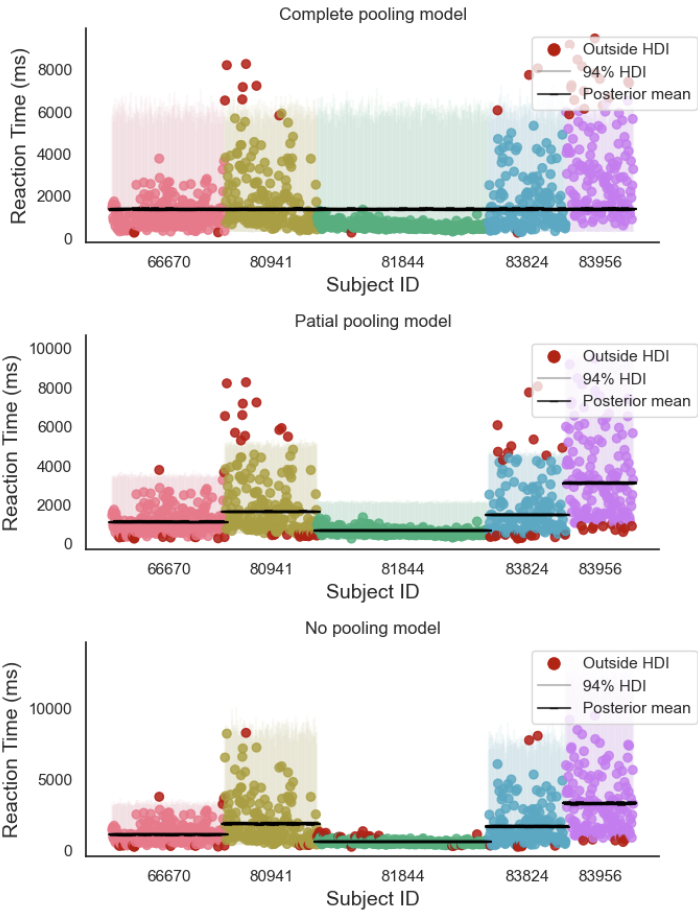 Complete pooling model
Reaction Time (ms)
8000
6000
4000
2000
0
Outside HDI
94% HDI
Posterior mean
66670
80941
81844
83824
83956
Subject ID
Patial pooling model
Reaction Time (ms)
10000
8000
6000
4000
2000
0
Outside HDI
94% HDI
Posterior mean
66670
80941
81844
83824
83956
Subject ID
No pooling model
Reaction Time (ms)
10000
5000
0
Outside HDI
94% HDI
Posterior mean
66670
80941
81844
83824
83956
Subject ID